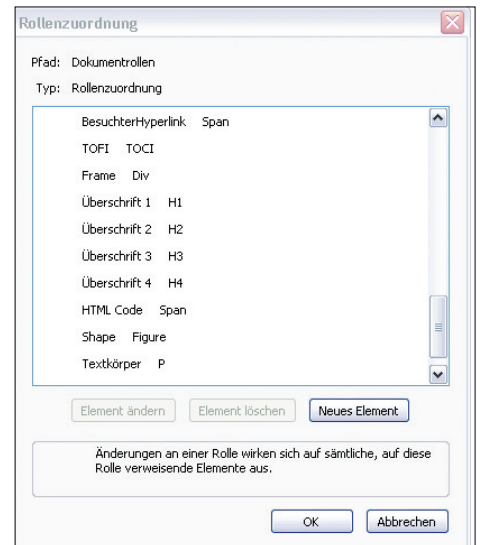 Rollenzuordnung
Pfad: Dokumentrollen
Typ: Rollenzuordnung
BesuchterHyperlink Span
TOFI TOCI
Frame Div
Überschrift 1 H1
Überschrift 2 H2
Überschrift 3 H3
Überschrift 4 H4
HTML Code Span
Shape Figure
Textkörper P
Element ändern Element löschen Neues Element
Änderungen an einer Rolle wirken sich auf sämtliche, auf diese
Rolle verweisende Elemente aus.
OK Abbrechen